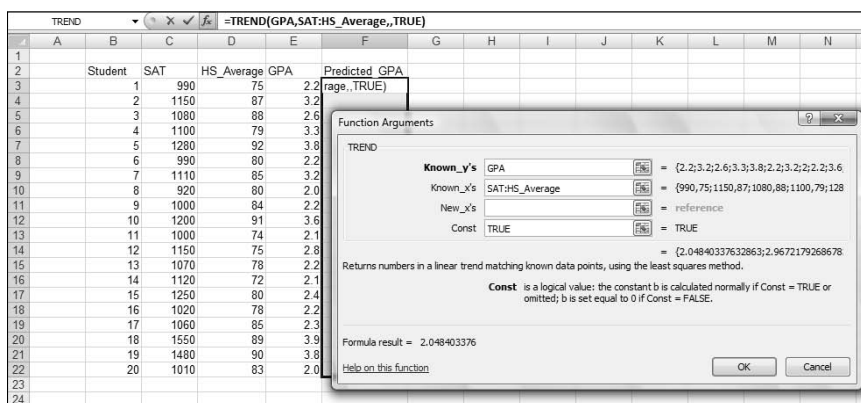 TREND =TREND(GPA,SAT:HS_Average,,TRUE)
A B C D E F G H I J K L M N
1
2 Student SAT HS_Average GPA Predicted_GPA
3 1 990 75 2.2 rage,,TRUE)
4 2 1150 87 3.2
5 3 1080 88 2.6
6 4 1100 79 3.3
7 5 1280 92 3.8
8 6 990 80 2.2
9 7 1110 85 3.2
10 8 920 80 2.0
11 9 1000 84 2.2
12 10 1200 91 3.6
13 11 1000 74 2.1
14 12 1150 75 2.8
15 13 1070 78 2.2
16 14 1120 72 2.1
17 15 1250 80 2.4
18 16 1020 78 2.2
19 17 1060 85 2.3
20 18 1550 89 3.9
21 19 1480 90 3.8
22 20 1010 83 2.0
23
24
Function Arguments
TREND
Known_y's GPA = {2.2;3.2;2.6;3.3;3.8;2.2;3.2;2;2.2;3.6;
Known_x's SAT:HS_Average = {990,75;1150,87;1080,88;1100,79;128
New_x's = reference
Const TRUE = TRUE
= {2.04840337632863;2.9672179268678
Returns numbers in a linear trend matching known data points, using the least squares method.
Const is a logical value: the constant b is calculated normally if Const = TRUE or
omitted; b is set equal to 0 if Const = FALSE.
Formula result = 2.048403376
Help on this function OK Cancel